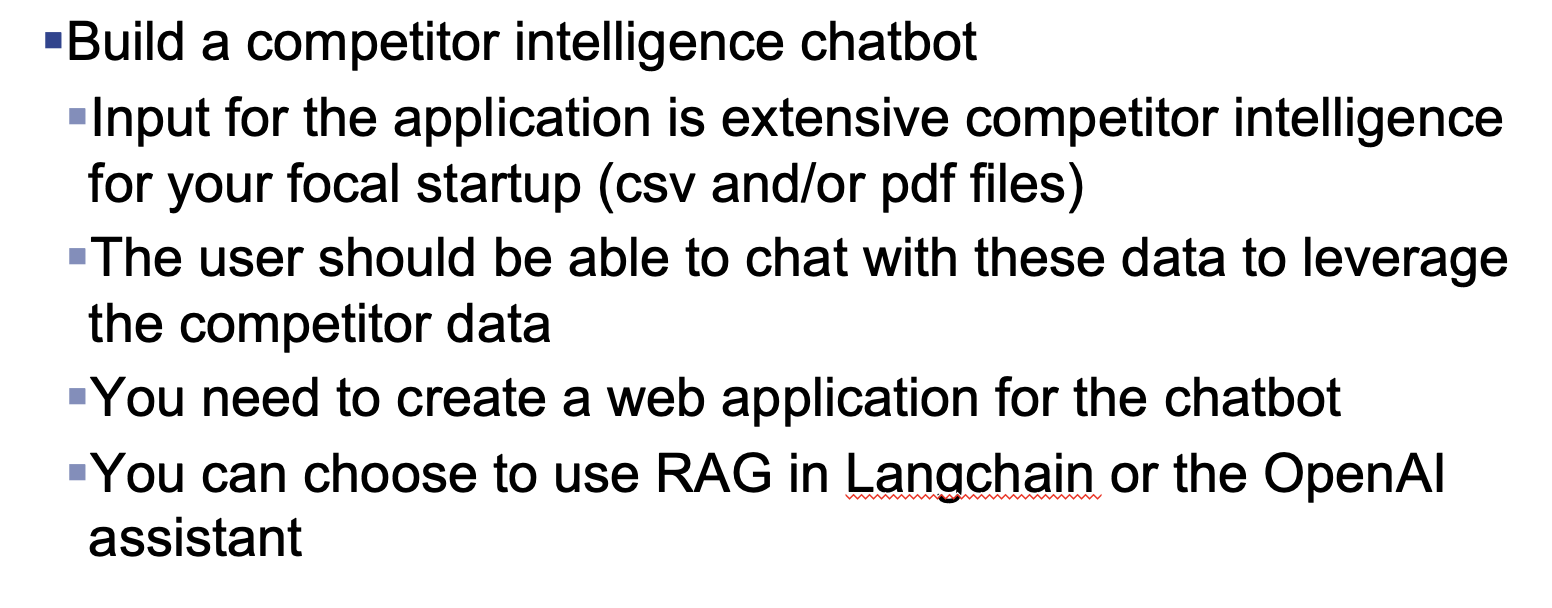 ▪Build a competitor intelligence chatbot
▪Input for the application is extensive competitor intelligence
for your focal startup (csv and/or pdf files)
▪The user should be able to chat with these data to leverage
the competitor data
▪You need to create a web application for the chatbot
▪You can choose to use RAG in Langchain or the OpenAI
assistant